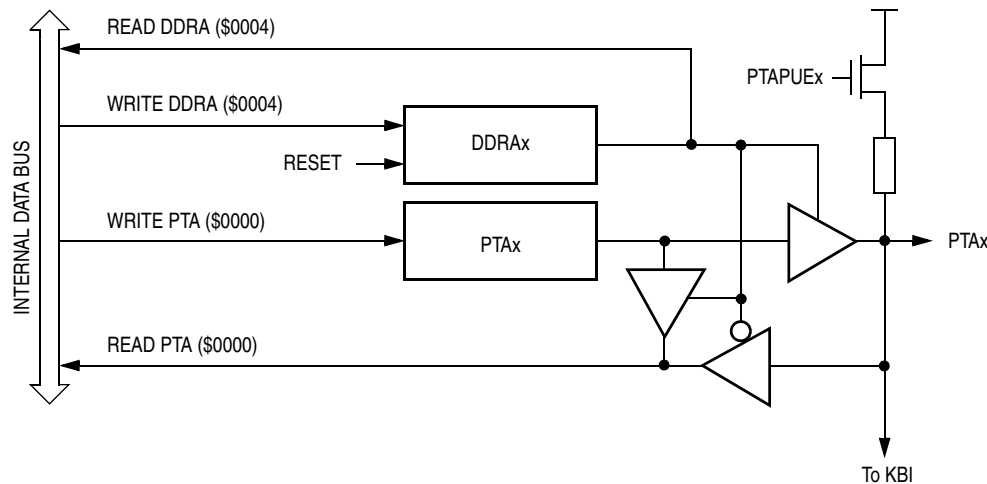 READ DDRA ($0004)
PTAPUEx
WRITE DDRA ($0004)
DDRAx
RESET
INTERNAL DATA BUS
WRITE PTA ($0000)
PTAx
PTAx
READ PTA ($0000)
To KBI